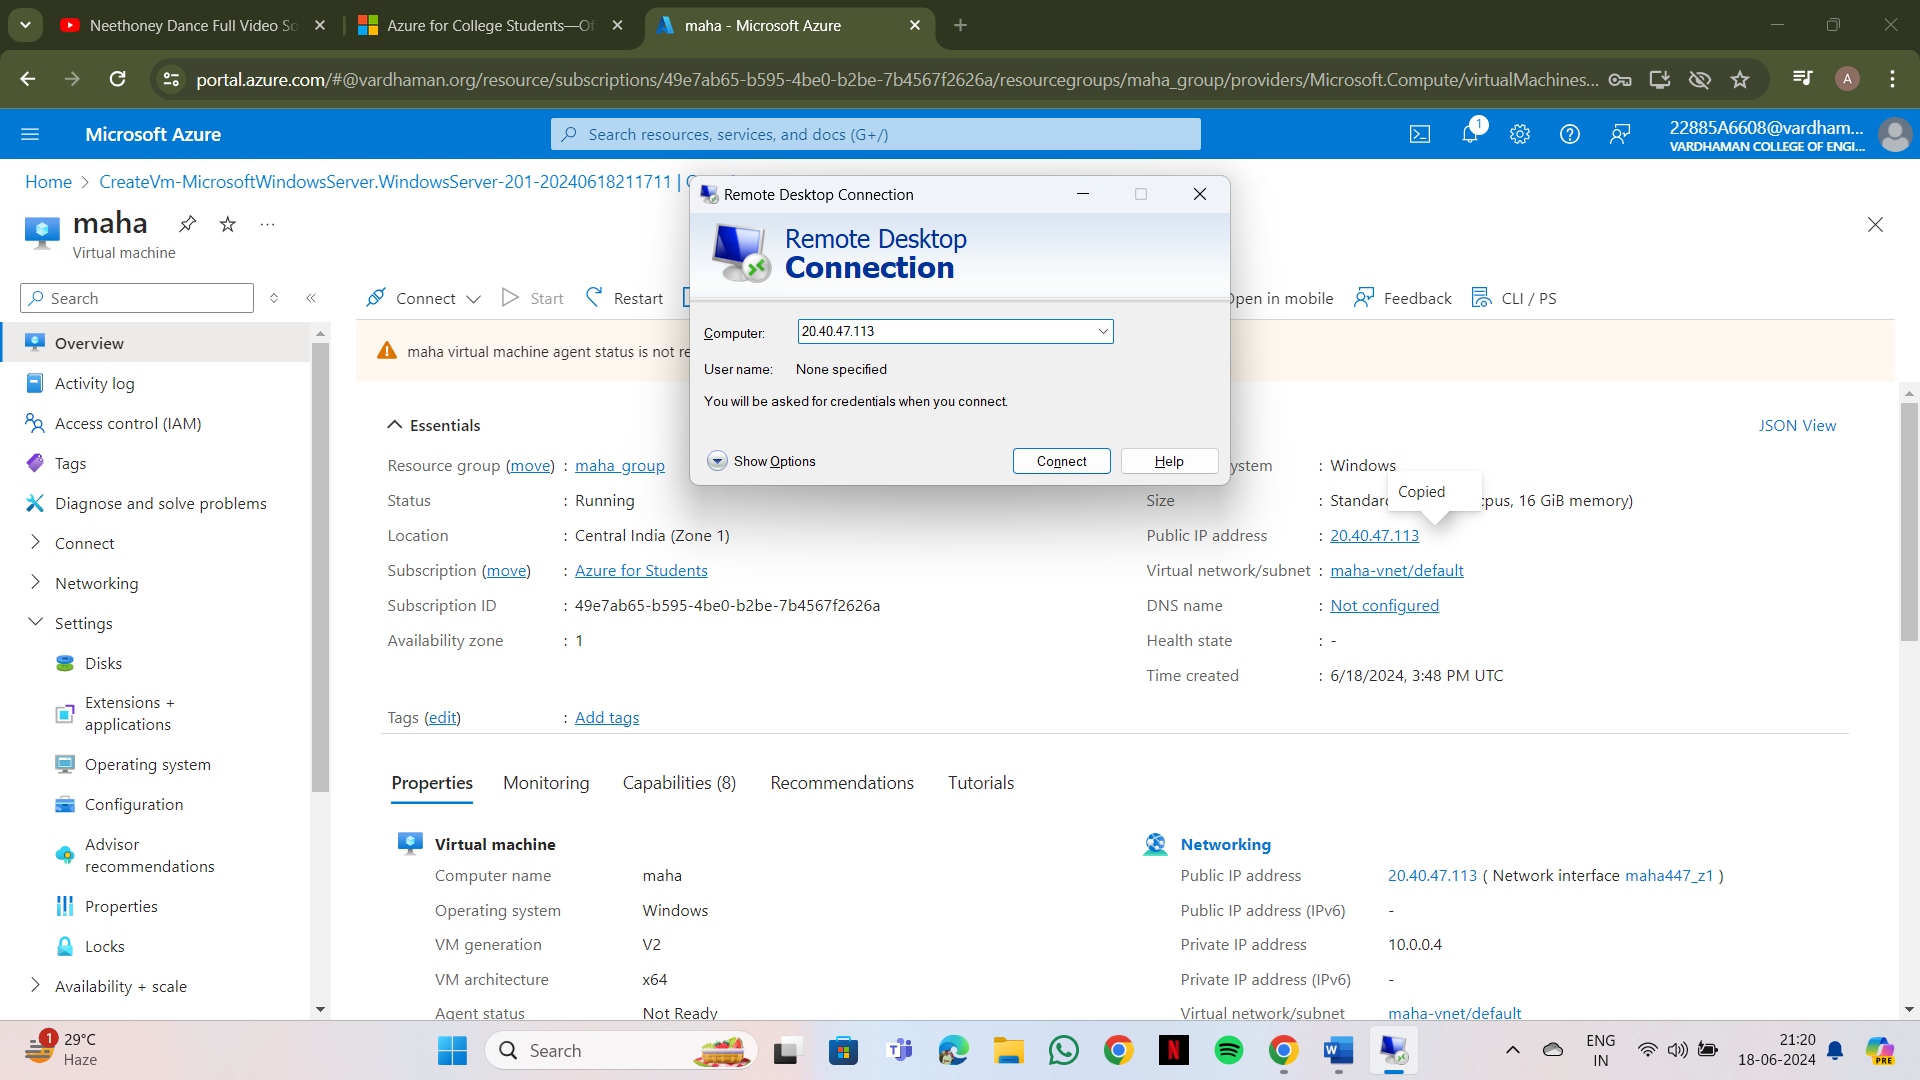 Neethoney Dance Full Video So
Azure for College Students—Of
maha - Microsoft Azure
portal.azure.com/#@vardhaman.org/resource/subscriptions/49e7ab65-b595-4be0-b2be-7b4567f2626a/resourcegroups/maha_group/providers/Microsoft.Compute/virtualMachines...
A
Microsoft Azure
Search resources, services, and docs (G+/)
1
22885A6608@vardham...
VARDHAMAN COLLEGE OF ENGI...
Home > CreateVm-MicrosoftWindowsServer.WindowsServer-201-20240618211711 |
maha
Virtual machine
Search
Connect
Start
Restart
Open in mobile
Feedback
CLI / PS
maha virtual machine agent status is not re
Remote Desktop Connection
Remote Desktop
Connection
Computer:
20.40.47.113
User name:
None specified
You will be asked for credentials when you connect.
Show Options
Connect
Help
Overview
Activity log
Access control (IAM)
Tags
Diagnose and solve problems
Connect
Networking
Settings
Disks
Extensions +
applications
Operating system
Configuration
Advisor
recommendations
Properties
Locks
Availability + scale
Essentials
JSON View
Resource group (move) : maha_group
Status : Running
Location : Central India (Zone 1)
Subscription (move) : Azure for Students
Subscription ID : 49e7ab65-b595-4be0-b2be-7b4567f2626a
Availability zone : 1
ystem : Windows
Copied
Size : Standard cpus, 16 GiB memory)
Public IP address : 20.40.47.113
Virtual network/subnet : maha-vnet/default
DNS name : Not configured
Health state : -
Time created : 6/18/2024, 3:48 PM UTC
Tags (edit) : Add tags
Properties
Monitoring
Capabilities (8)
Recommendations
Tutorials
Virtual machine
Computer name maha
Operating system Windows
VM generation V2
VM architecture x64
Agent status Not Ready
Networking
Public IP address 20.40.47.113 ( Network interface maha447_z1 )
Public IP address (IPv6) -
Private IP address 10.0.0.4
Private IP address (IPv6) -
Virtual network/subnet maha-vnet/default
1
29°C
Haze
Search
ENG
IN
21:20
18-06-2024
PRE